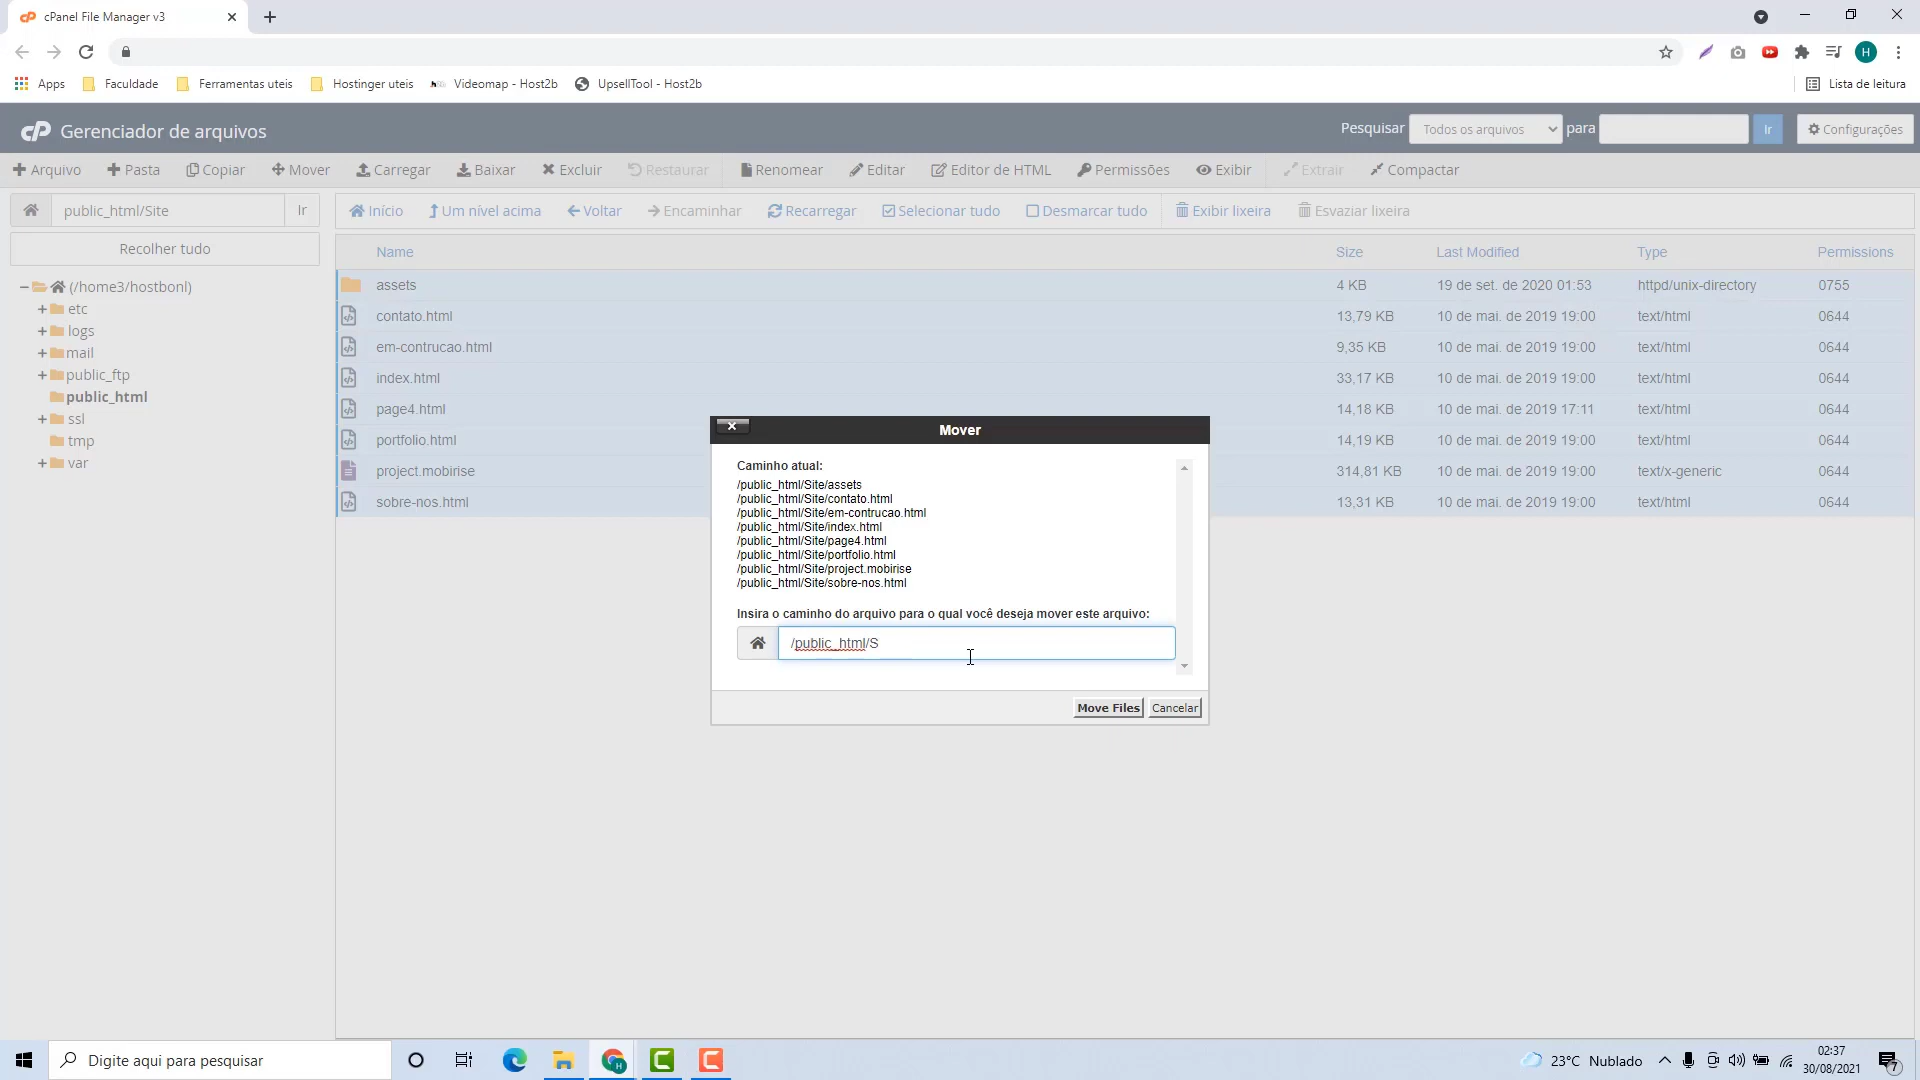 cPanel File Manager v3
Apps Faculdade Ferramentas uteis Hostinger uteis Videomap - Host2b UpsellTool - Host2b Lista de leitura
H
cP Gerenciador de arquivos Pesquisar Todos os arquivos para Ir Configurações
Arquivo Pasta Copiar Mover Carregar Baixar Excluir Restaurar Renomear Editar Editor de HTML Permissões Exibir Extrair Compactar
public_html/Site Ir Início Um nível acima Voltar Encaminhar Recarregar Selecionar tudo Desmarcar tudo Exibir lixeira Esvaziar lixeira
Recolher tudo
(/home3/hostbonl)
etc
logs
mail
public_ftp
public_html
ssl
tmp
var
Name Size Last Modified Type Permissions
assets 4 KB 19 de set. de 2020 01:53 httpd/unix-directory 0755
contato.html 13,79 KB 10 de mai. de 2019 19:00 text/html 0644
em-contrucao.html 9,35 KB 10 de mai. de 2019 19:00 text/html 0644
index.html 33,17 KB 10 de mai. de 2019 19:00 text/html 0644
page4.html 14,18 KB 10 de mai. de 2019 17:11 text/html 0644
portfolio.html 14,19 KB 10 de mai. de 2019 19:00 text/html 0644
project.mobirise 314,81 KB 10 de mai. de 2019 19:00 text/x-generic 0644
sobre-nos.html 13,31 KB 10 de mai. de 2019 19:00 text/html 0644
Mover
Caminho atual:
/public_html/Site/assets
/public_html/Site/contato.html
/public_html/Site/em-contrucao.html
/public_html/Site/index.html
/public_html/Site/page4.html
/public_html/Site/portfolio.html
/public_html/Site/project.mobirise
/public_html/Site/sobre-nos.html
Insira o caminho do arquivo para o qual você deseja mover este arquivo:
/public_html/S
Move Files Cancelar
Digite aqui para pesquisar
23°C Nublado
02:37
30/08/2021
7